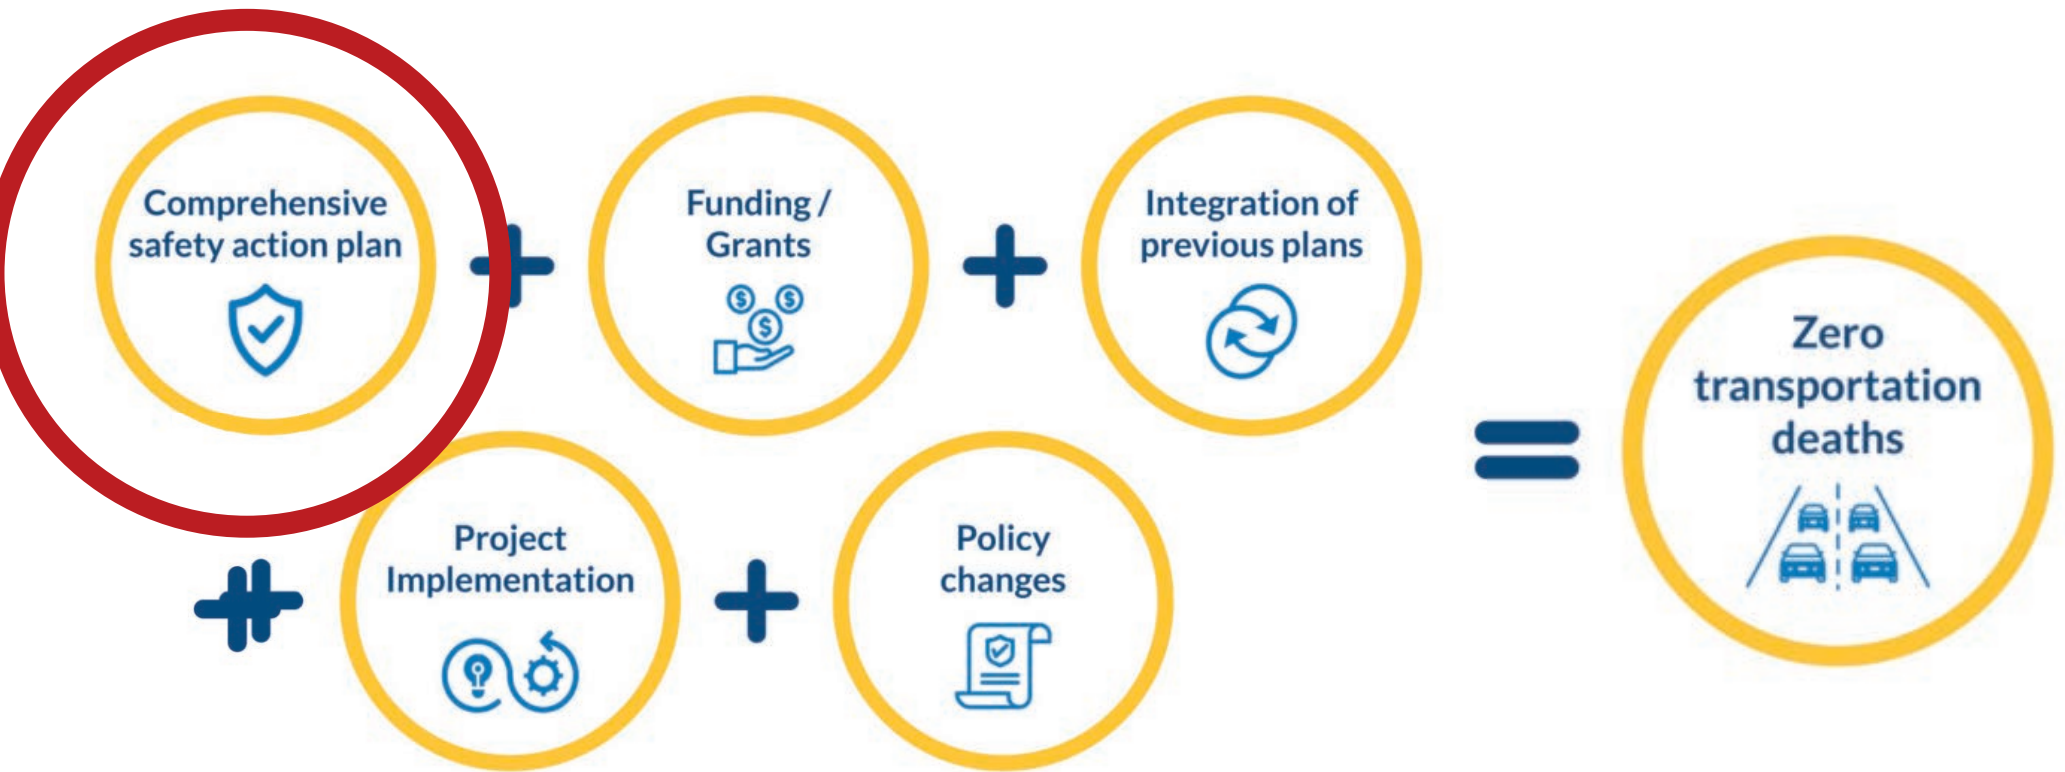 Comprehensive
safety action plan
+
Funding /
Grants
$ $
$
+
Integration of
previous plans
+
Project
Implementation
+
Policy
changes
=
Zero
transportation
deaths